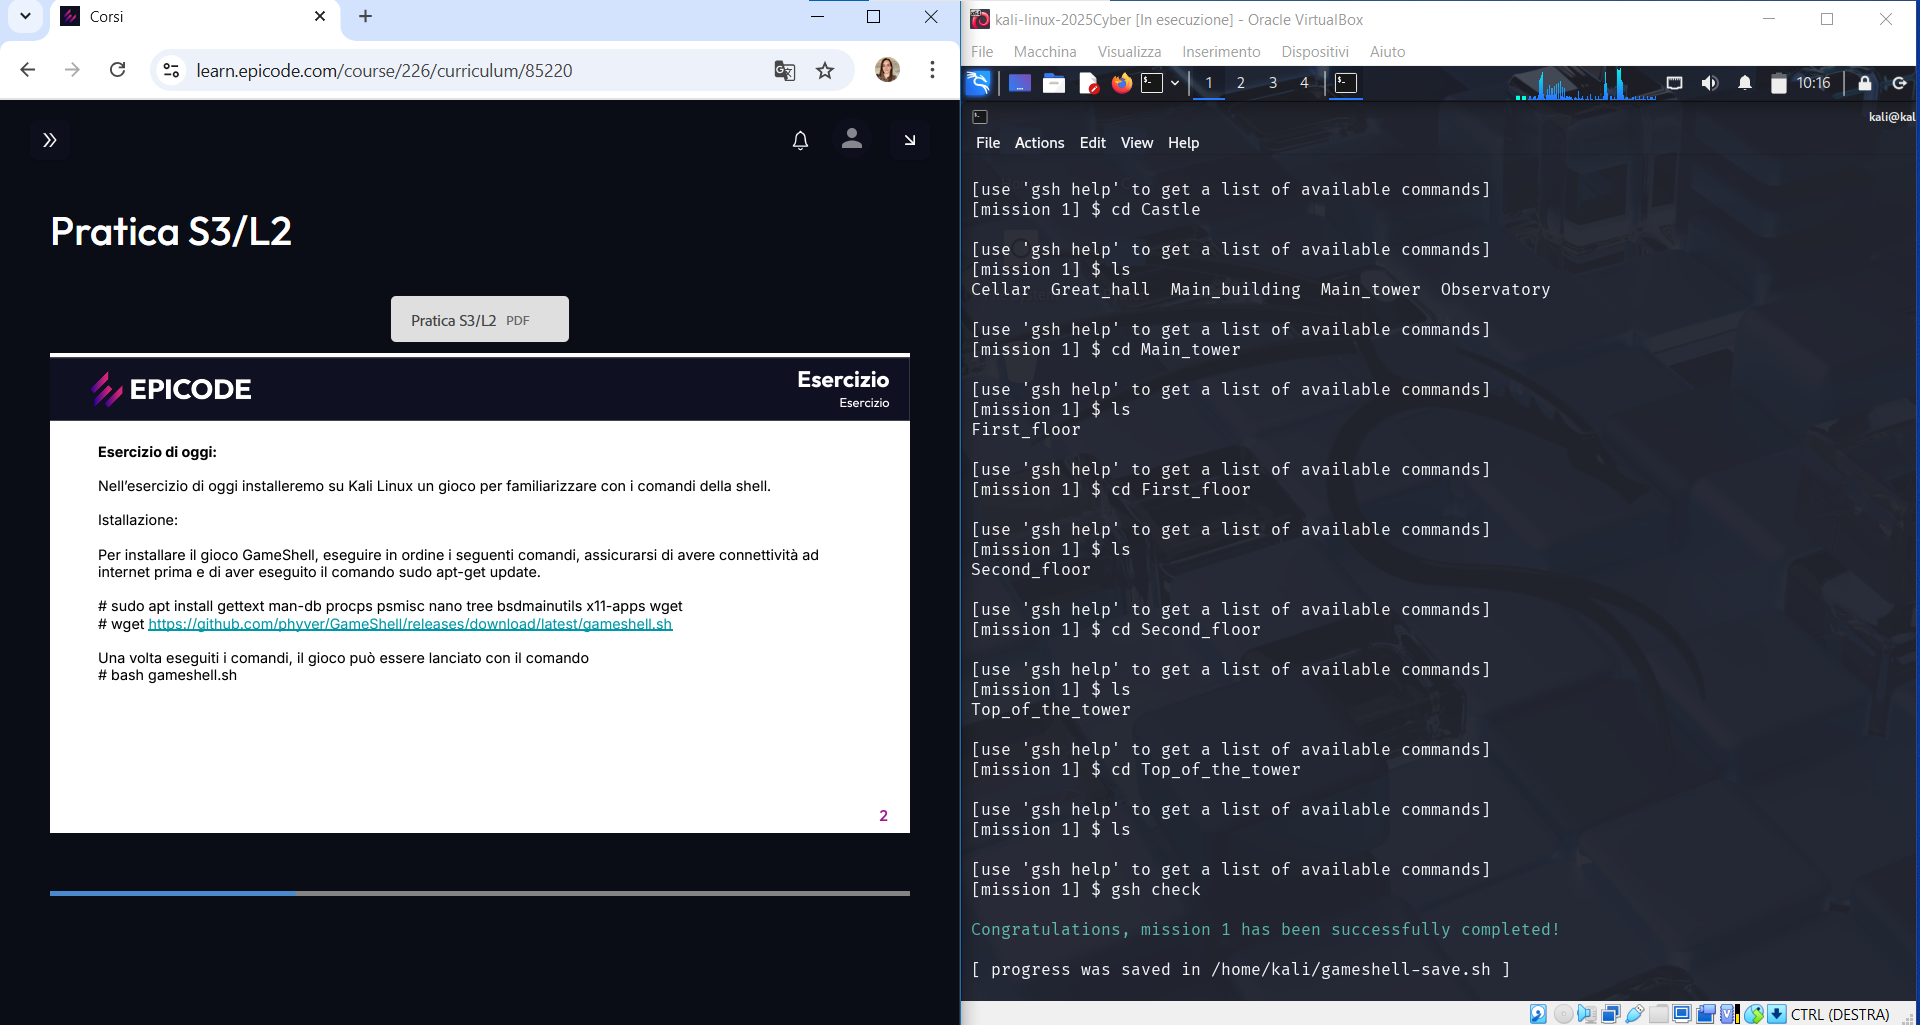 Corsi
learn.epicode.com/course/226/curriculum/85220
Pratica S3/L2
Pratica S3/L2 PDF
EPICODE
Esercizio
Esercizio
Esercizio di oggi:
Nell'esercizio di oggi installeremo su Kali Linux un gioco per familiarizzare con i comandi della shell.
Istallazione:
Per installare il gioco GameShell, eseguire in ordine i seguenti comandi, assicurarsi di avere connettività ad
internet prima e di aver eseguito il comando sudo apt-get update.
# sudo apt install gettext man-db procps psmisc nano tree bsdmainutils x11-apps wget
# wget https://github.com/phyver/GameShell/releases/download/latest/gameshell.sh
Una volta eseguiti i comandi, il gioco può essere lanciato con il comando
# bash gameshell.sh
2
kali-linux-2025Cyber [In esecuzione] - Oracle VirtualBox
File Macchina Visualizza Inserimento Dispositivi Aiuto
1 2 3 4 10:16
kali@kal
File Actions Edit View Help
[use 'gsh help' to get a list of available commands]
[mission 1] $ cd Castle
[use 'gsh help' to get a list of available commands]
[mission 1] $ ls
Cellar Great_hall Main_building Main_tower Observatory
[use 'gsh help' to get a list of available commands]
[mission 1] $ cd Main_tower
[use 'gsh help' to get a list of available commands]
[mission 1] $ ls
First_floor
[use 'gsh help' to get a list of available commands]
[mission 1] $ cd First_floor
[use 'gsh help' to get a list of available commands]
[mission 1] $ ls
Second_floor
[use 'gsh help' to get a list of available commands]
[mission 1] $ cd Second_floor
[use 'gsh help' to get a list of available commands]
[mission 1] $ ls
Top_of_the_tower
[use 'gsh help' to get a list of available commands]
[mission 1] $ cd Top_of_the_tower
[use 'gsh help' to get a list of available commands]
[mission 1] $ ls
[use 'gsh help' to get a list of available commands]
[mission 1] $ gsh check
Congratulations, mission 1 has been successfully completed!
[ progress was saved in /home/kali/gameshell-save.sh ]
CTRL (DESTRA)